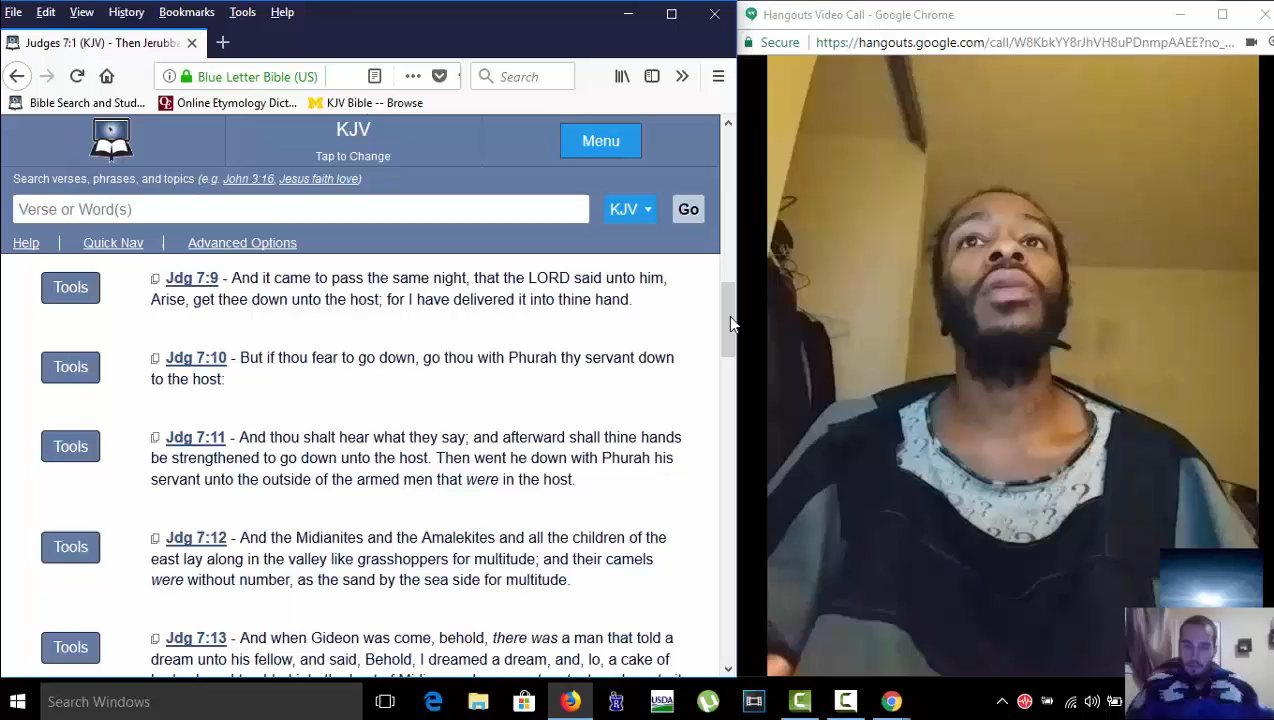 File Edit View History Bookmarks Tools Help
Judges 7:1 (KJV) - Then Jerubba
Blue Letter Bible (US)
Search
Bible Search and Stud... Online Etymology Dict... KJV Bible -- Browse
KJV
Tap to Change
Menu
Search verses, phrases, and topics (e.g. John 3:16, Jesus faith love)
Verse or Word(s)
KJV
Go
Help | Quick Nav | Advanced Options
Tools
Jdg 7:9 - And it came to pass the same night, that the LORD said unto him,
Arise, get thee down unto the host; for I have delivered it into thine hand.
Tools
Jdg 7:10 - But if thou fear to go down, go thou with Phurah thy servant down
to the host:
Tools
Jdg 7:11 - And thou shalt hear what they say; and afterward shall thine hands
be strengthened to go down unto the host. Then went he down with Phurah his
servant unto the outside of the armed men that were in the host.
Tools
Jdg 7:12 - And the Midianites and the Amalekites and all the children of the
east lay along in the valley like grasshoppers for multitude; and their camels
were without number, as the sand by the sea side for multitude.
Tools
Jdg 7:13 - And when Gideon was come, behold, there was a man that told a
dream unto his fellow, and said, Behold, I dreamed a dream, and, lo, a cake of
Hangouts Video Call - Google Chrome
Secure https://hangouts.google.com/call/W8KbkYY8rJhVH8uPDnmpAAEE?no_...
Search Windows
USDA